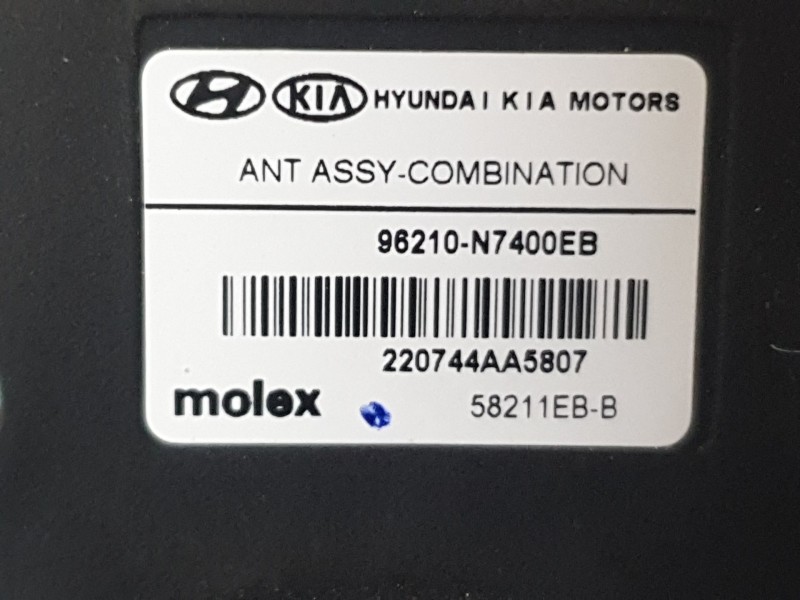 KIA HYUNDAI KIA MOTORS
ANT ASSY-COMBINATION
96210-N7400EB
220744AA5807
molex 58211EB-B